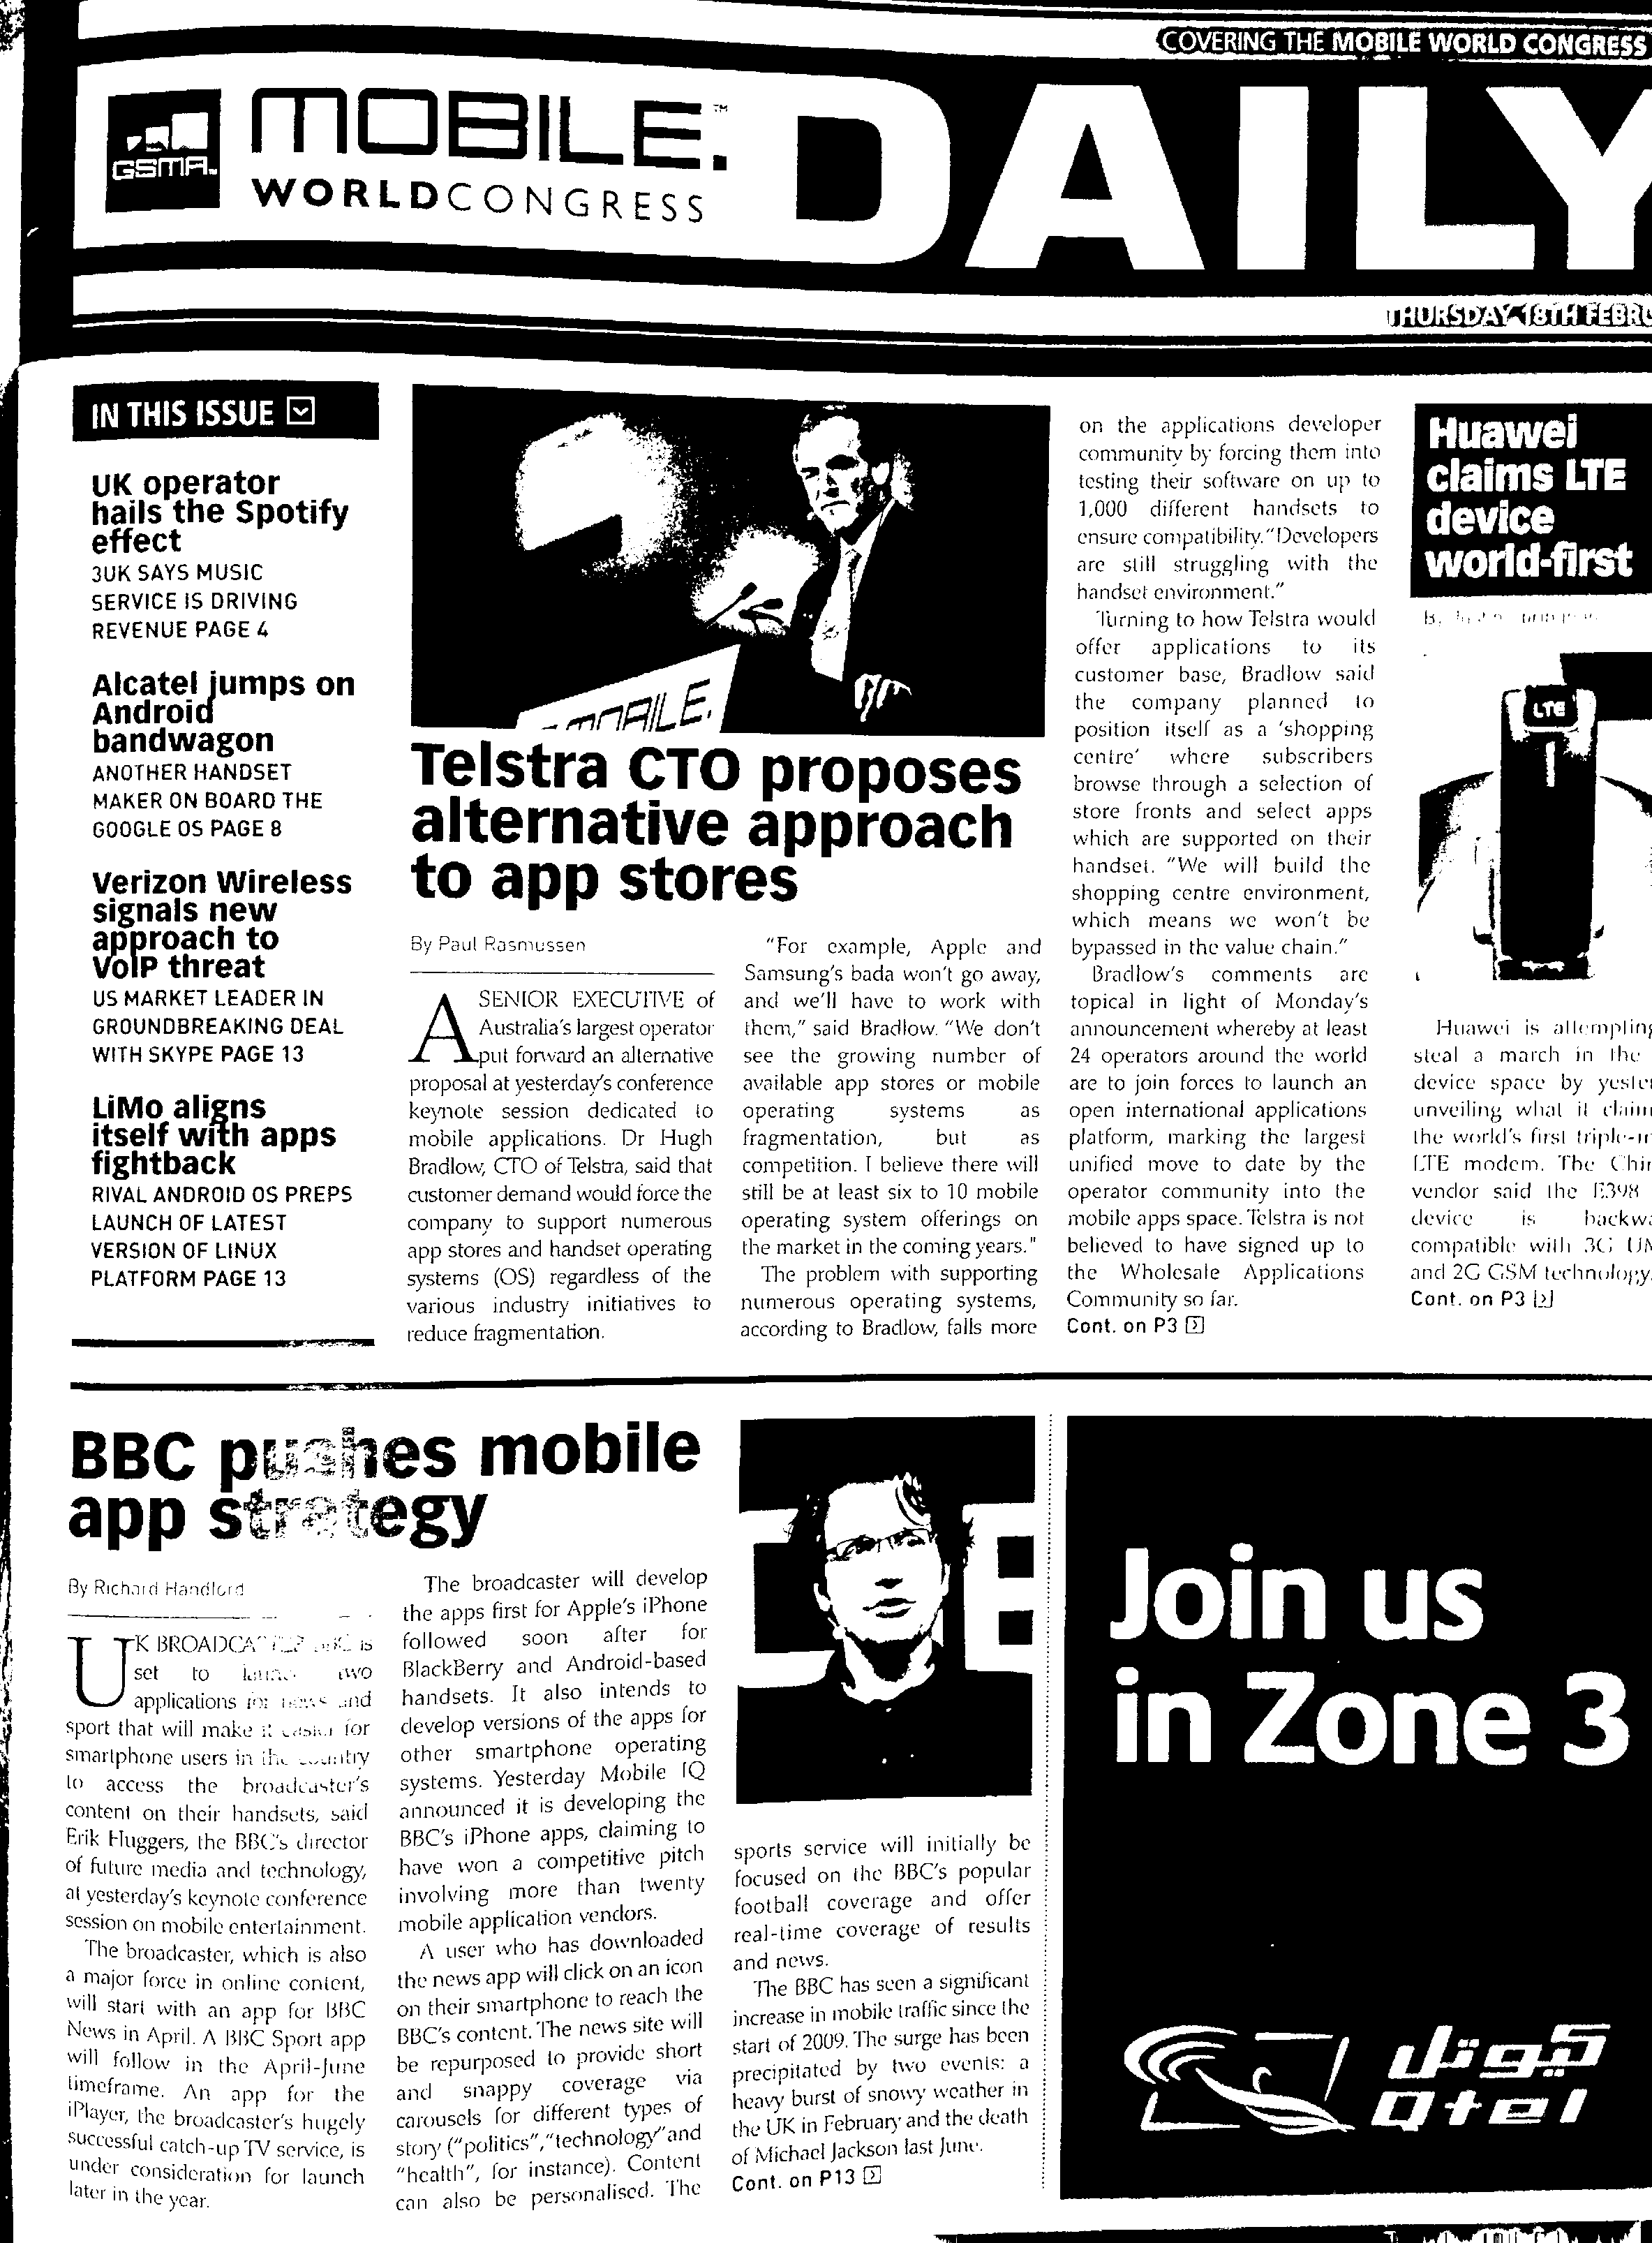 COVERING THE MOBILE WORLD CONGRESS
GSMA
MOBILE.™
WORLDCONGRESS
DAILY
THURSDAY 18TH
IN THIS ISSUE
UK operator
hails the Spotify
effect
3UK SAYS MUSIC
SERVICE IS DRIVING
REVENUE PAGE 4
Alcatel jumps on
Android
bandwagon
ANOTHER HANDSET
MAKER ON BOARD THE
GOOGLE OS PAGE 8
Verizon Wireless
signals new
approach to
VoIP threat
US MARKET LEADER IN
GROUNDBREAKING DEAL
WITH SKYPE PAGE 13
LiMo aligns
itself with apps
fightback
RIVAL ANDROID OS PREPS
LAUNCH OF LATEST
VERSION OF LINUX
PLATFORM PAGE 13
MOBILE.
Telstra CTO proposes
alternative approach
to app stores
By Paul Rasmussen
A SENIOR EXECUTIVE of
Australia's largest operator
put forward an alternative
proposal at yesterday's conference
keynote session dedicated to
mobile applications. Dr Hugh
Bradlow, CTO of Telstra, said that
customer demand would force the
company to support numerous
app stores and handset operating
systems (OS) regardless of the
various industry initiatives to
reduce fragmentation.
"For example, Apple and
Samsung's bada won't go away,
and we'll have to work with
them," said Bradlow. "We don't
see the growing number of
available app stores or mobile
operating systems as
fragmentation, but as
competition. I believe there will
still be at least six to 10 mobile
operating system offerings on
the market in the coming years."
The problem with supporting
numerous operating systems,
according to Bradlow, falls more
on the applications developer
community by forcing them into
testing their software on up to
1,000 different handsets to
ensure compatibility. "Developers
are still struggling with the
handset environment."
Turning to how Telstra would
offer applications to its
customer base, Bradlow said
the company planned to
position itself as a 'shopping
centre' where subscribers
browse through a selection of
store fronts and select apps
which are supported on their
handset. "We will build the
shopping centre environment,
which means we won't be
bypassed in the value chain."
Bradlow's comments are
topical in light of Monday's
announcement whereby at least
24 operators around the world
are to join forces to launch an
open international applications
platform, marking the largest
unified move to date by the
operator community into the
mobile apps space. Telstra is not
believed to have signed up to
the Wholesale Applications
Community so far.
Cont. on P3
Huawei
claims LTE
device
world-first
LTE
Huawei is attempting
steal a march in the
device space by
unveiling what it
the world's first
LTE modem. The
vendor said the E398
device is
compatible with 3G
and 2G GSM technology.
Cont. on P3
BBC pushes mobile
app strategy
By Richard Handford
UK BROADCASTER BBC is
set to launch two
applications for news and
sport that will make it easier for
smartphone users in the country
to access the broadcaster's
content on their handsets, said
Erik Huggers, the BBC's director
of future media and technology,
at yesterday's keynote conference
session on mobile entertainment.
The broadcaster, which is also
a major force in online content,
will start with an app for BBC
News in April. A BBC Sport app
will follow in the April-June
timeframe. An app for the
iPlayer, the broadcaster's hugely
successful catch-up TV service, is
under consideration for launch
later in the year.
The broadcaster will develop
the apps first for Apple's iPhone
followed soon after for
BlackBerry and Android-based
handsets. It also intends to
develop versions of the apps for
other smartphone operating
systems. Yesterday Mobile IQ
announced it is developing the
BBC's iPhone apps, claiming to
have won a competitive pitch
involving more than twenty
mobile application vendors.
A user who has downloaded
the news app will click on an icon
on their smartphone to reach the
BBC's content. The news site will
be repurposed to provide short
and snappy coverage via
carousels for different types of
story ("politics", "technology" and
"health", for instance). Content
can also be personalised. The
sports service will initially be
focused on the BBC's popular
football coverage and offer
real-time coverage of results
and news.
The BBC has seen a significant
increase in mobile traffic since the
start of 2009. The surge has been
precipitated by two events: a
heavy burst of snowy weather in
the UK in February and the death
of Michael Jackson last June.
Cont. on P13
Join us
in Zone 3
كيوتل
Qtel